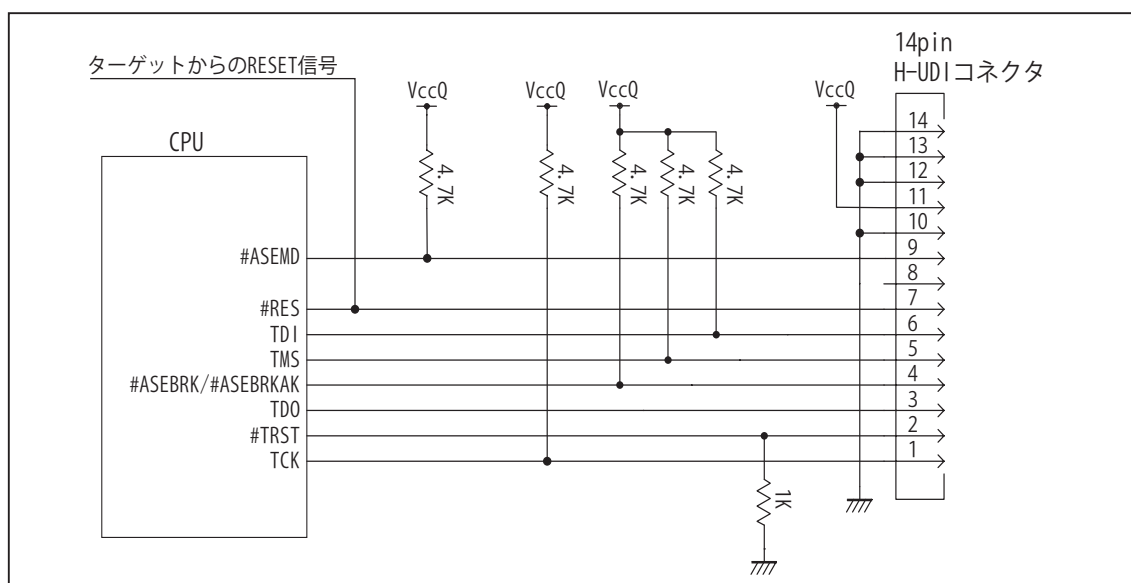 14pin
H-UDIコネクタ
ターゲットからのRESET信号
VccQ
VccQ
VccQ
VccQ
CPU
4.7K
4.7K
4.7K
4.7K
4.7K
14
13
12
11
10
#ASEMD
9
8
#RES
7
TDI
6
TMS
5
#ASEBRK/#ASEBRKAK
4
TDO
3
#TRST
2
TCK
1
1K